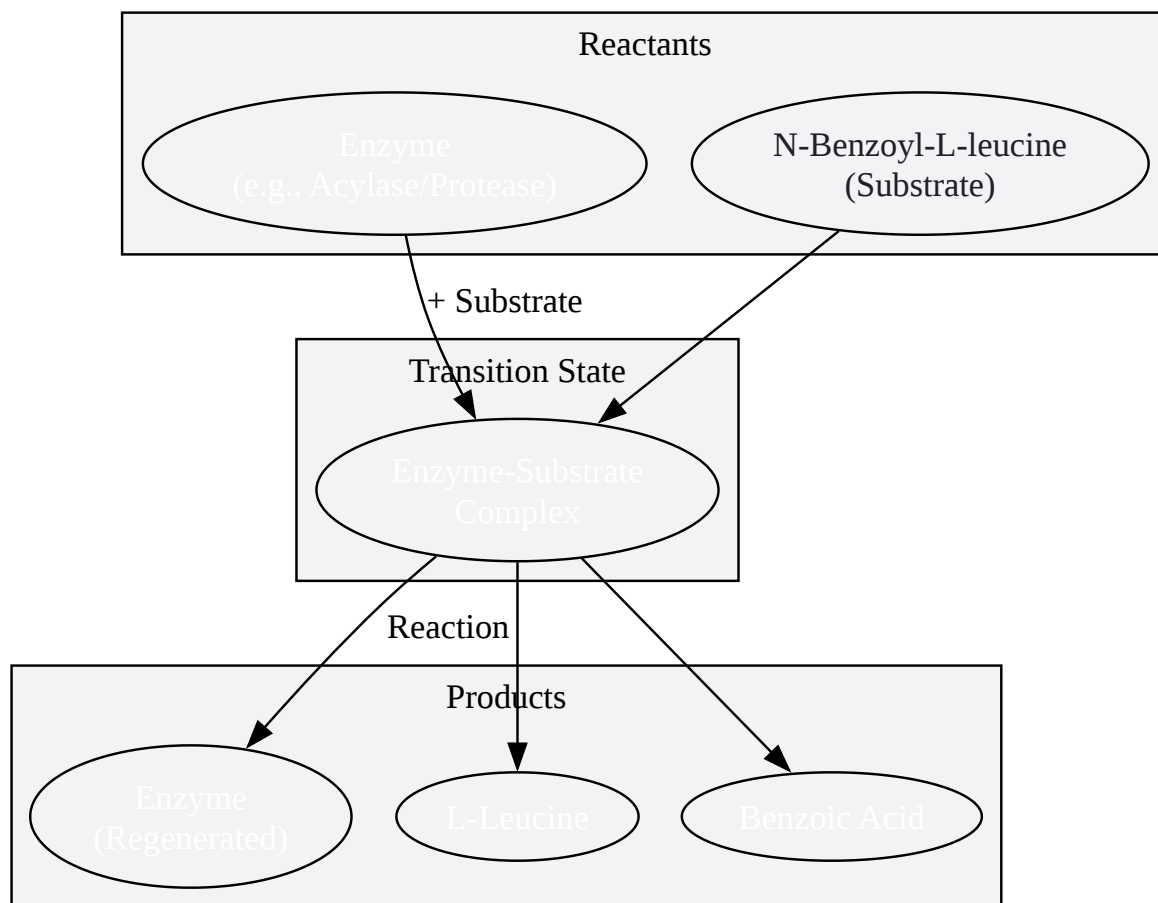 Reactants
Enzyme
(e.g., Acylase/Protease)
N-Benzoyl-L-leucine
(Substrate)
+ Substrate
Transition State
Enzyme-Substrate
Complex
Reaction
Products
Enzyme
(Regenerated)
L-Leucine
Benzoic Acid